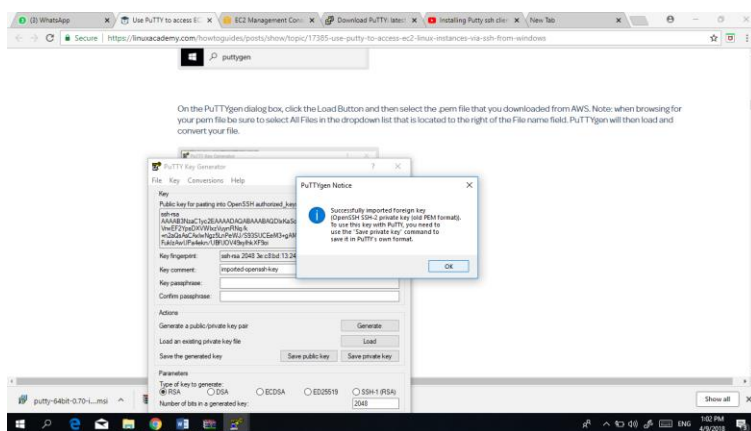 (2) WhatsApp
Use PuTTY to access EC
EC2 Management Con
Download PuTTY: latest
Installing Putty ssh clien
New Tab
Secure https://linuxacademy.com/howtoguides/posts/show/topic/17385-use-putty-to-access-ec2-linux-instances-via-ssh-from-windows
puttygen
On the PuTTYgen dialog box, click the Load Button and then select the .pem file that you downloaded from AWS. Note: when browsing for
your pem file be sure to select All Files in the dropdown list that is located to the right of the File name field. PuTTYgen will then load and
convert your file.
PuTTY Key Generator
File Key Conversions Help
Key
Public key for pasting into OpenSSH authorized_key
ssh-rsa
Key fingerprint: ssh-rsa 2048
Key comment: imported-openssh-key
Key passphrase:
Confirm passphrase:
Actions
Generate a public/private key pair Generate
Load an existing private key file Load
Save the generated key Save public key Save private key
Parameters
Type of key to generate:
RSA DSA ECDSA ED25519 SSH-1 (RSA)
Number of bits in a generated key: 2048
PuTTYgen Notice
Successfully imported foreign key
(OpenSSH SSH-2 private key (old PEM format)).
To use this key with PuTTY, you need to
use the "Save private key" command to
save it in PuTTY's own format.
OK
putty-64bit-0.70-i....msi
Show all
ENG
1:02 PM
4/9/2018